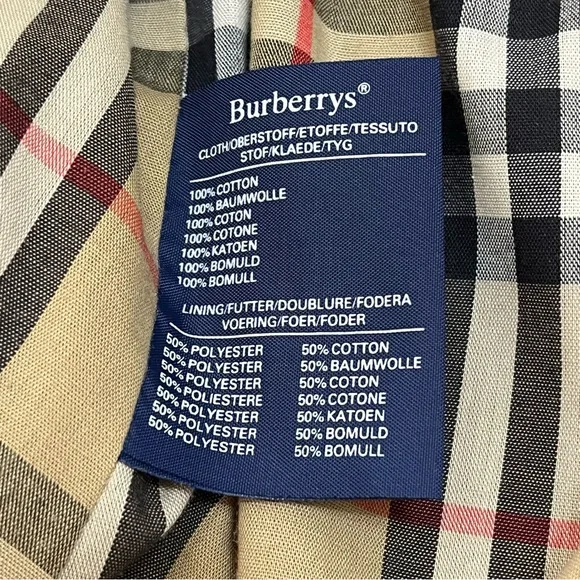 Burberrys®
CLOTH/OBERSTOFF/ETOFFE/TESSUTO
STOF/KLAEDE/TYG
100% COTTON
100% BAUMWOLLE
100% COTON
100% COTONE
100% KATOEN
100% BOMULD
100% BOMULL
LINING/FUTTER/DOUBLURE/FODERA
VOERING/FOER/FODER
50% POLYESTER 50% COTTON
50% POLYESTER 50% BAUMWOLLE
50% POLYESTER 50% COTON
50% POLIESTERE 50% COTONE
50% POLYESTER 50% KATOEN
50% POLYESTER 50% BOMULD
50% POLYESTER 50% BOMULL